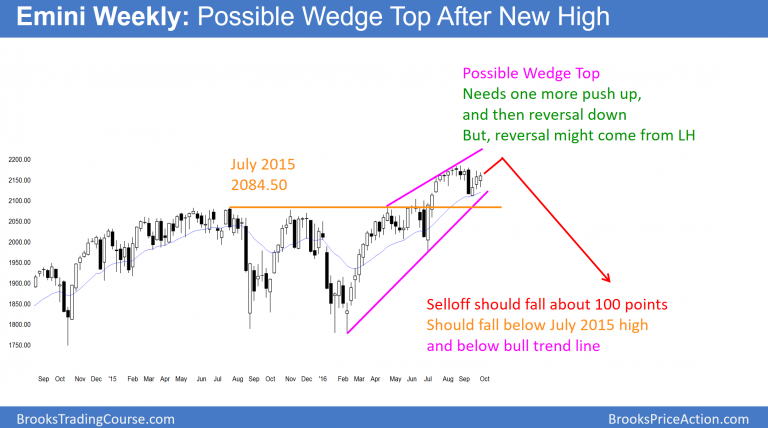 Emini Weekly: Possible Wedge Top After New High
Possible Wedge Top
Needs one more push up,
and then reversal down
But, reversal might come from LH
July 2015
2084.50
2200.00
2150.00
2100.00
2050.00
2000.00
1950.00
1900.00
1850.00
1800.00
1750.00
Selloff should fall about 100 points
Should fall below July 2015 high
and below bull trend line
Sep Oct Nov Dec '15 Feb Mar Apr May Jun Jul Aug Sep Oct Nov Dec '16 Feb Mar Apr May Jun Jul Aug Sep Oct
BrooksTradingCourse.com
BrooksPriceAction.com